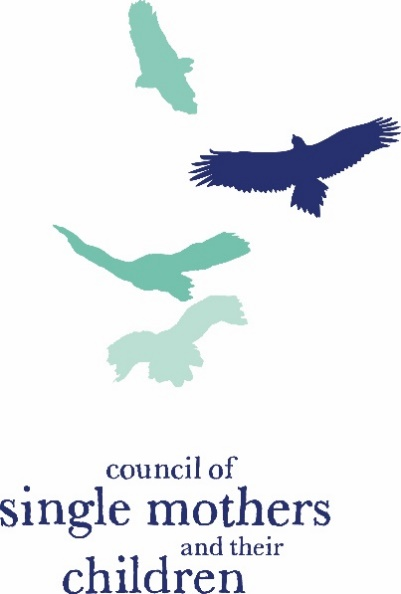 council of
single mothers
and their
children